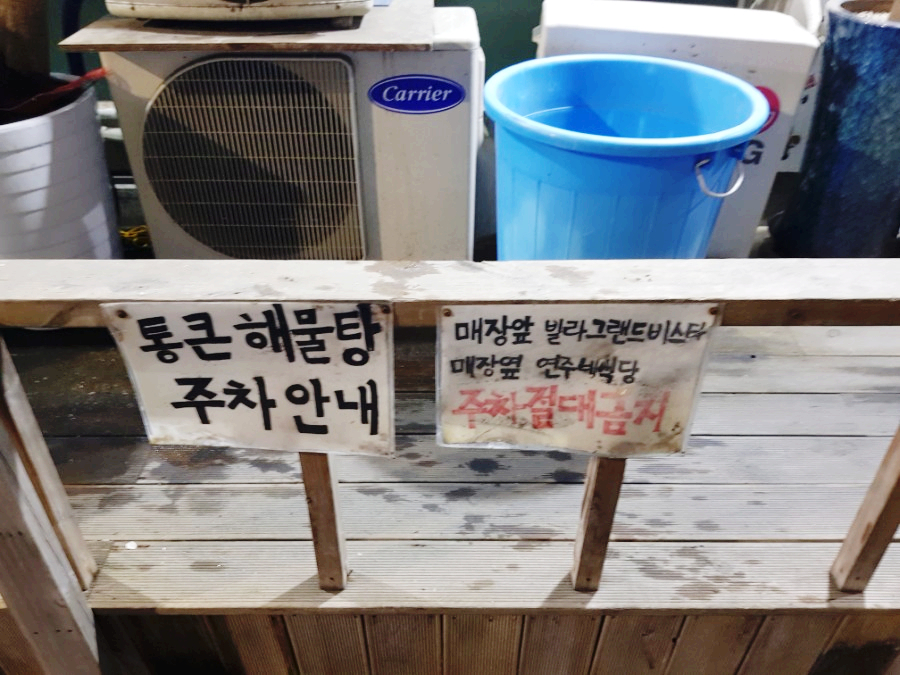 Carrier
G
통큰 해물탕
주차 안내
매장앞 빌라그랜드비스타
매장옆 연주식당
주차절대금지